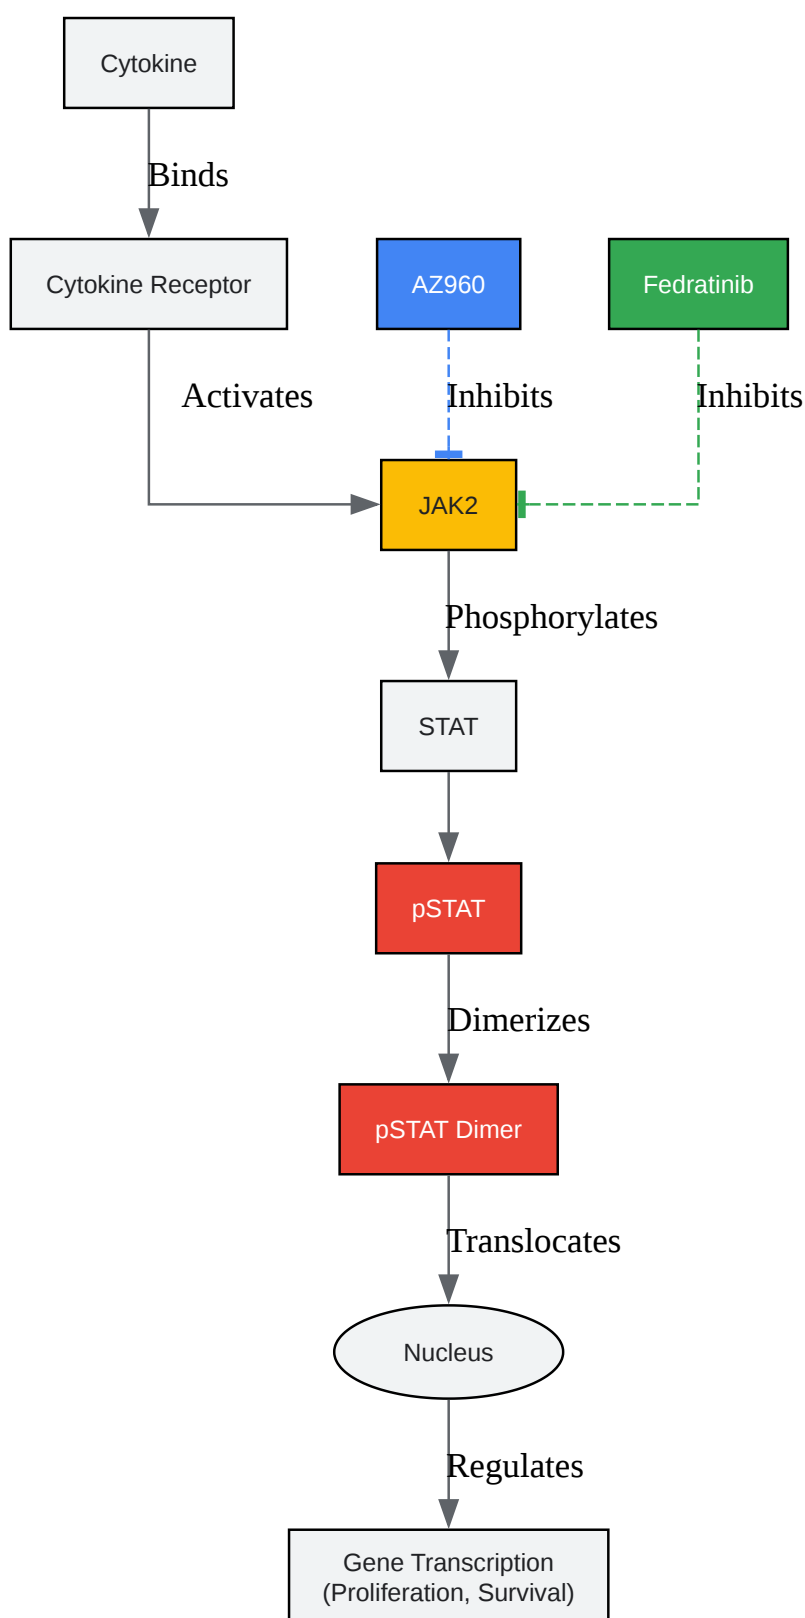 Cytokine
Binds
Cytokine Receptor
AZ960
Fedratinib
Activates
Inhibits
Inhibits
JAK2
Phosphorylates
STAT
pSTAT
Dimerizes
pSTAT Dimer
Translocates
Nucleus
Regulates
Gene Transcription
(Proliferation, Survival)